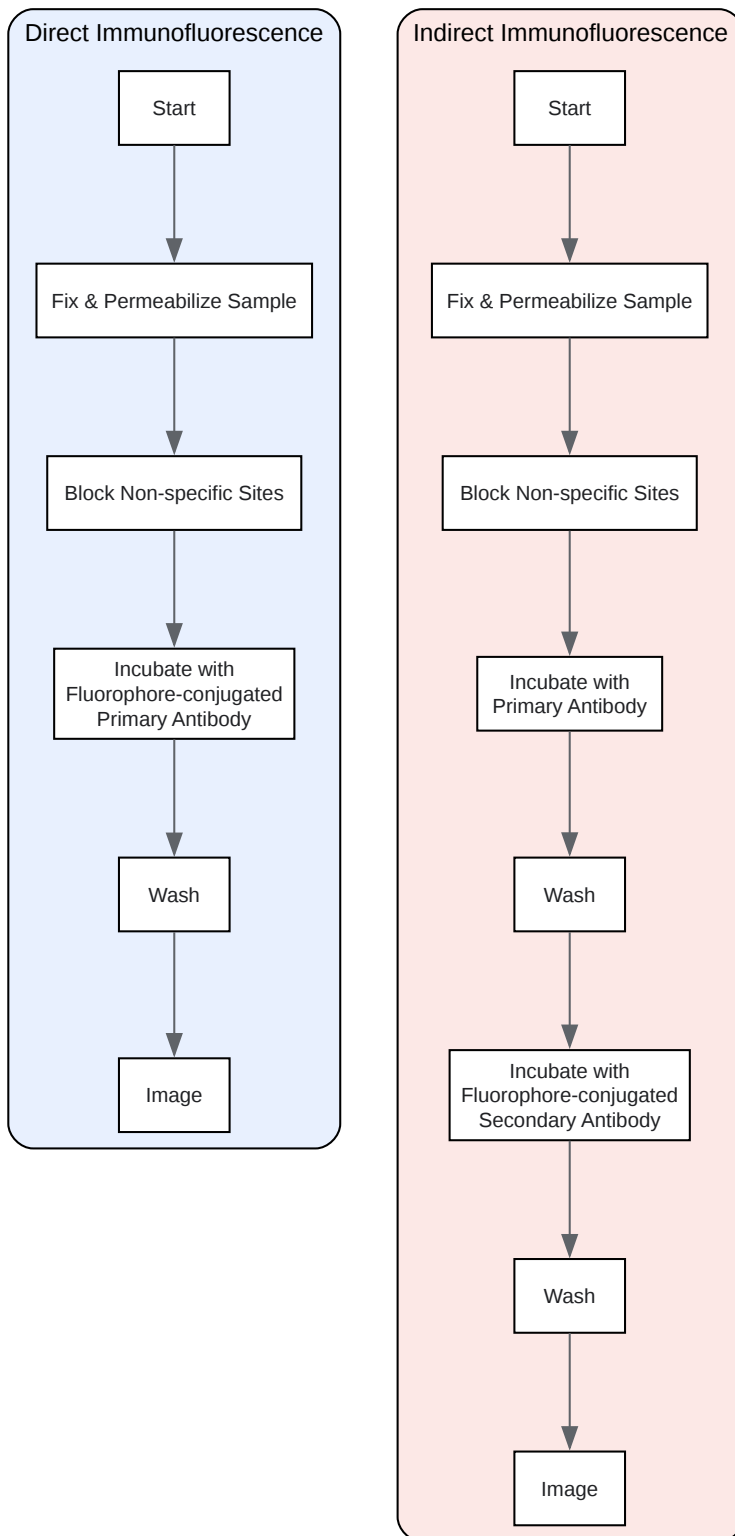 Direct Immunofluorescence
Start
Fix & Permeabilize Sample
Block Non-specific Sites
Incubate with
Fluorophore-conjugated
Primary Antibody
Wash
Image
Indirect Immunofluorescence
Start
Fix & Permeabilize Sample
Block Non-specific Sites
Incubate with
Primary Antibody
Wash
Incubate with
Fluorophore-conjugated
Secondary Antibody
Wash
Image